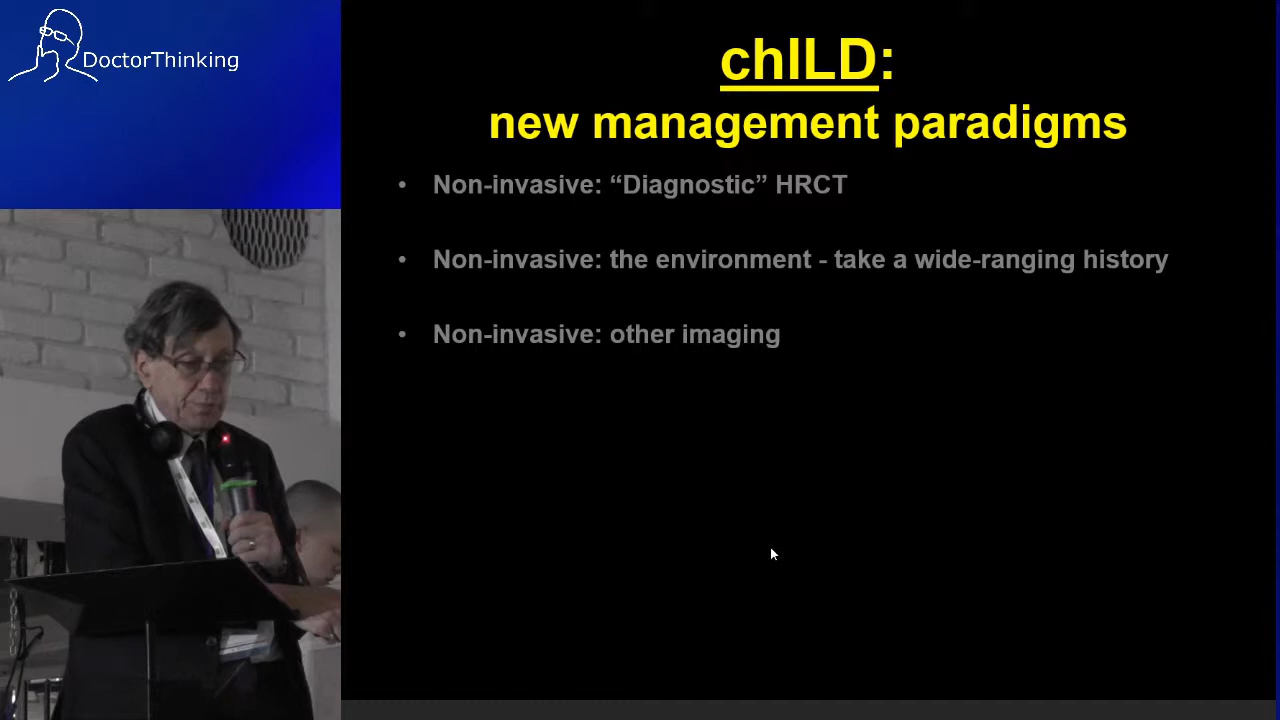 DoctorThinking
chILD:
new management paradigms
• Non-invasive: “Diagnostic” HRCT
• Non-invasive: the environment - take a wide-ranging history
• Non-invasive: other imaging